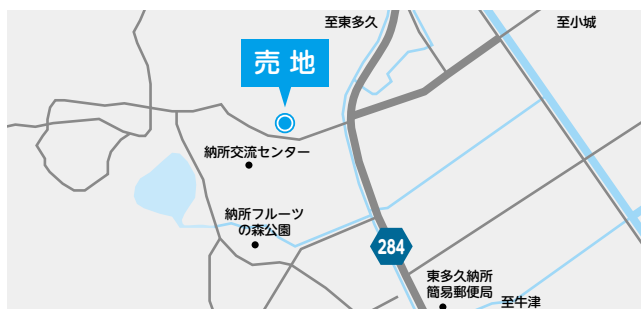 至東多久
至小城
売地
納所交流センター
納所フルーツ
の森公園
284
東多久納所
簡易郵便局
至牛津